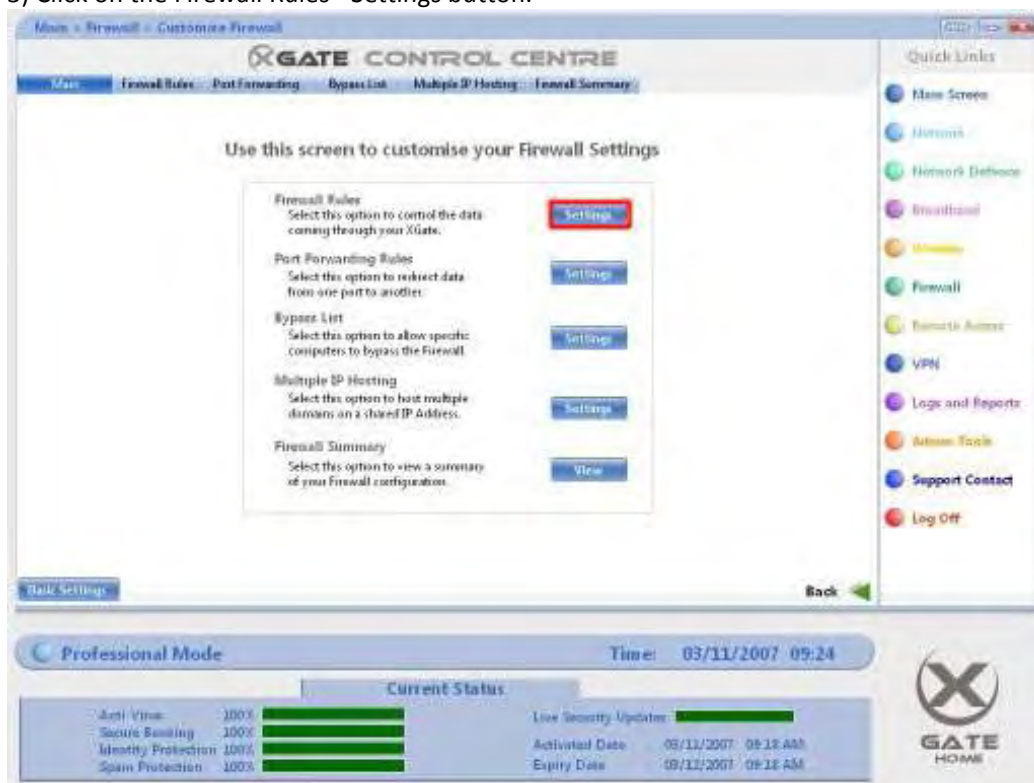 Click on the Firewall Rules Settings button.
Main > Firewall > Customise Firewall
XGATE CONTROL CENTRE
Main Firewall Rules Port Forwarding Bypass List Multiple IP Hosting Firewall Summary
Use this screen to customise your Firewall Settings
Firewall Rules
Select this option to control the data
coming through your XGate.
Settings
Port Forwarding Rules
Select this option to redirect data
from one port to another.
Settings
Bypass List
Select this option to allow specific
computers to bypass the Firewall.
Settings
Multiple IP Hosting
Select this option to host multiple
domains on a shared IP Address.
Settings
Firewall Summary
Select this option to view a summary
of your Firewall configuration.
View
Basic Settings
Back
Quick Links
Main Screen
Network Defence
Broadband
Firewall
Remote Access
VPN
Logs and Reports
Admin Tools
Support Contact
Log Off
Professional Mode
Time: 03/11/2007 09:24
Current Status
Anti Virus 100%
Secure Banking 100%
Identity Protection 100%
Spam Protection 100%
Live Security Updates
Activated Date 09:18 AM
Expiry Date 09:18 AM
X
GATE
HOME